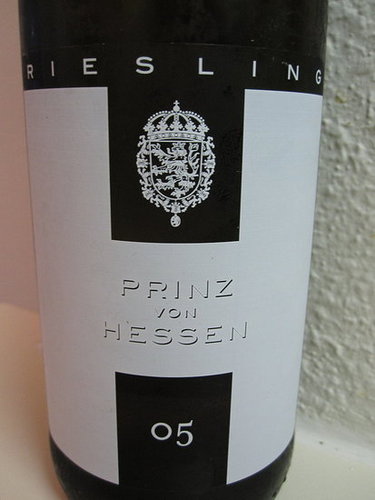 RIESLING
PRINZ
VON
HESSEN
05